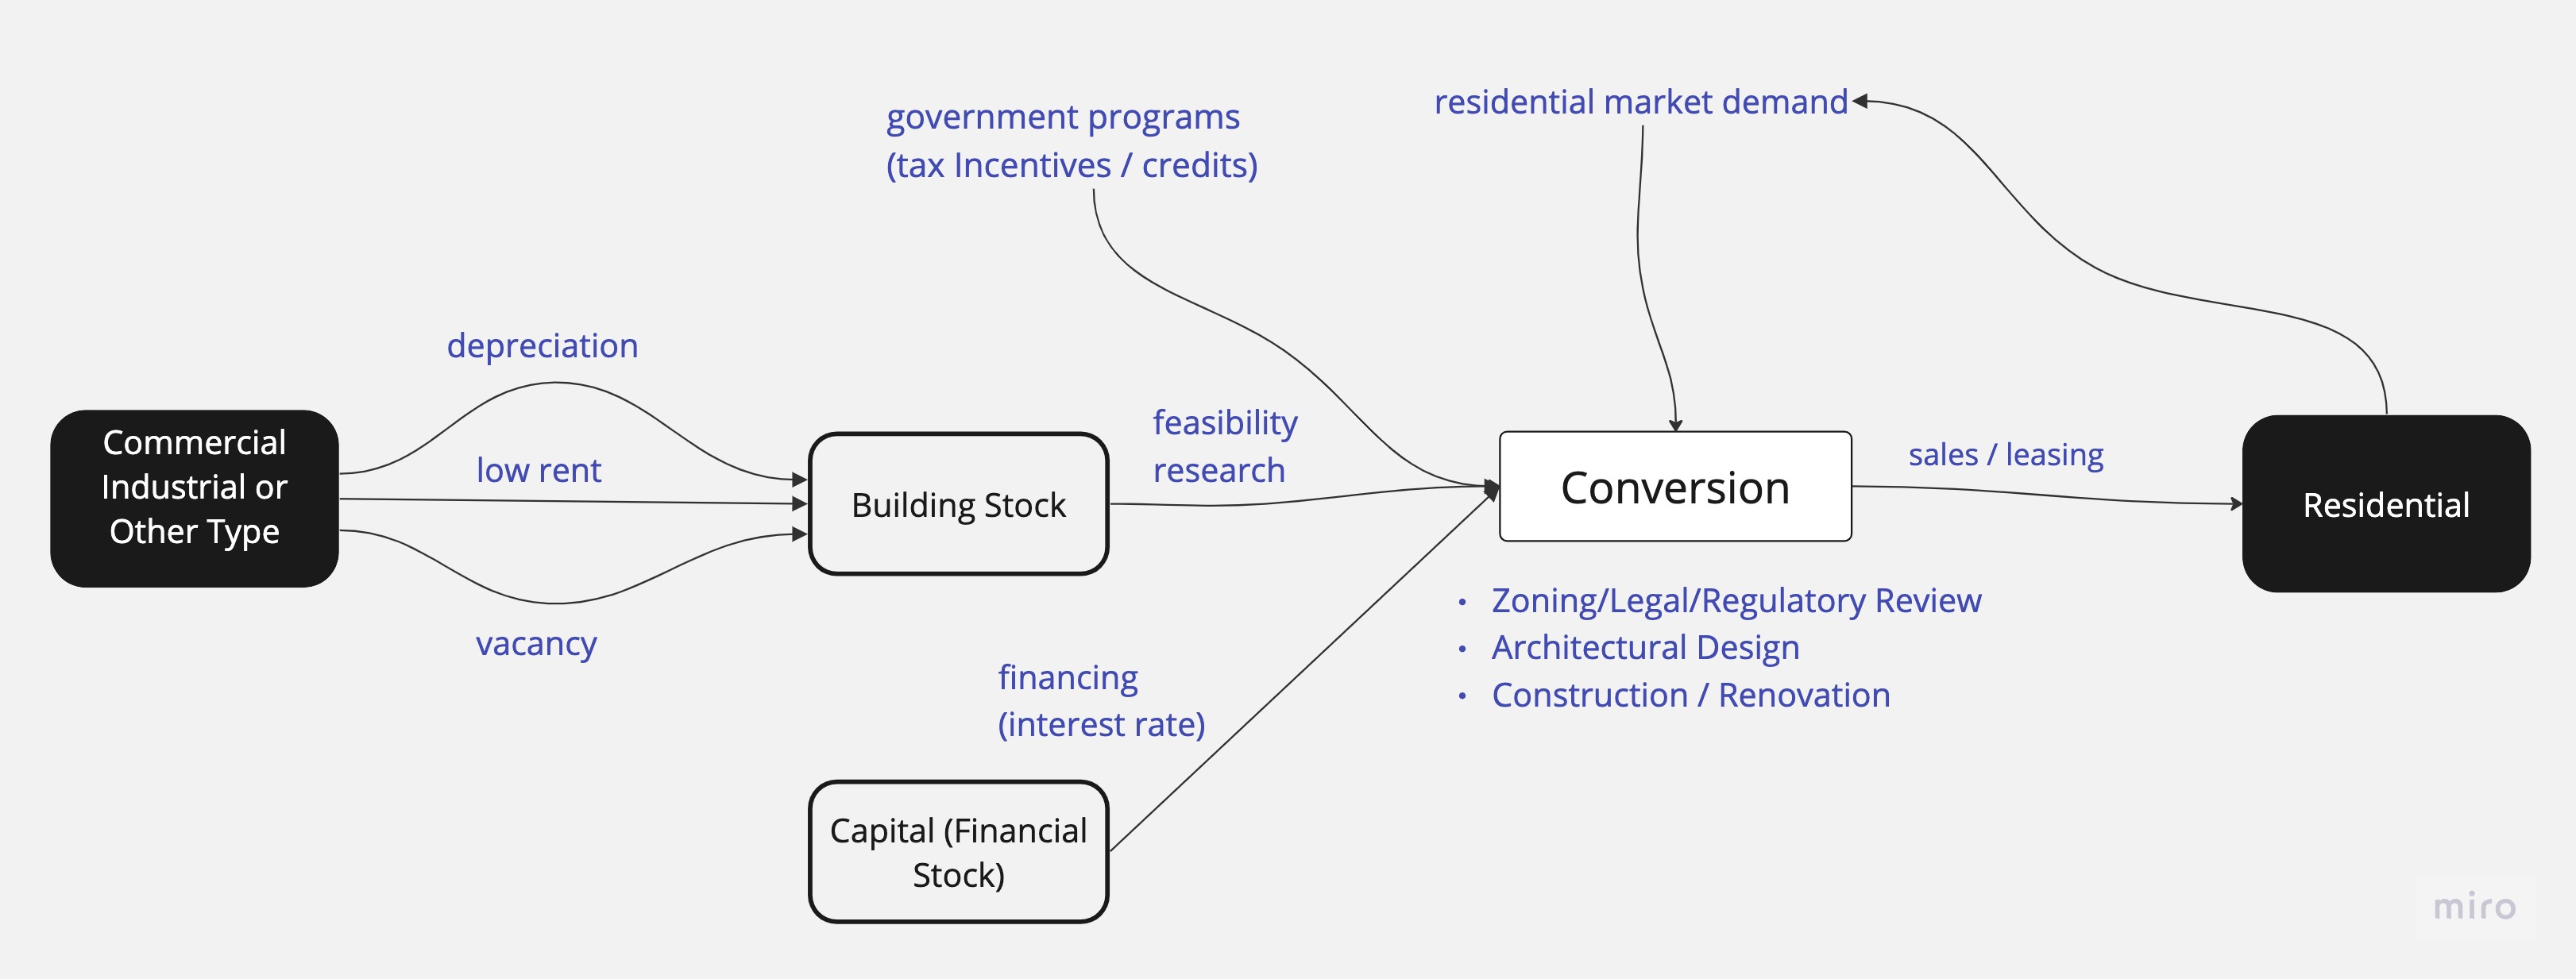 government programs
(tax Incentives / credits)
residential market demand
depreciation
low rent
vacancy
Commercial
Industrial or
Other Type
Building Stock
feasibility
research
Conversion
sales / leasing
Residential
• Zoning/Legal/Regulatory Review
• Architectural Design
• Construction / Renovation
financing
(interest rate)
Capital (Financial
Stock)
miro